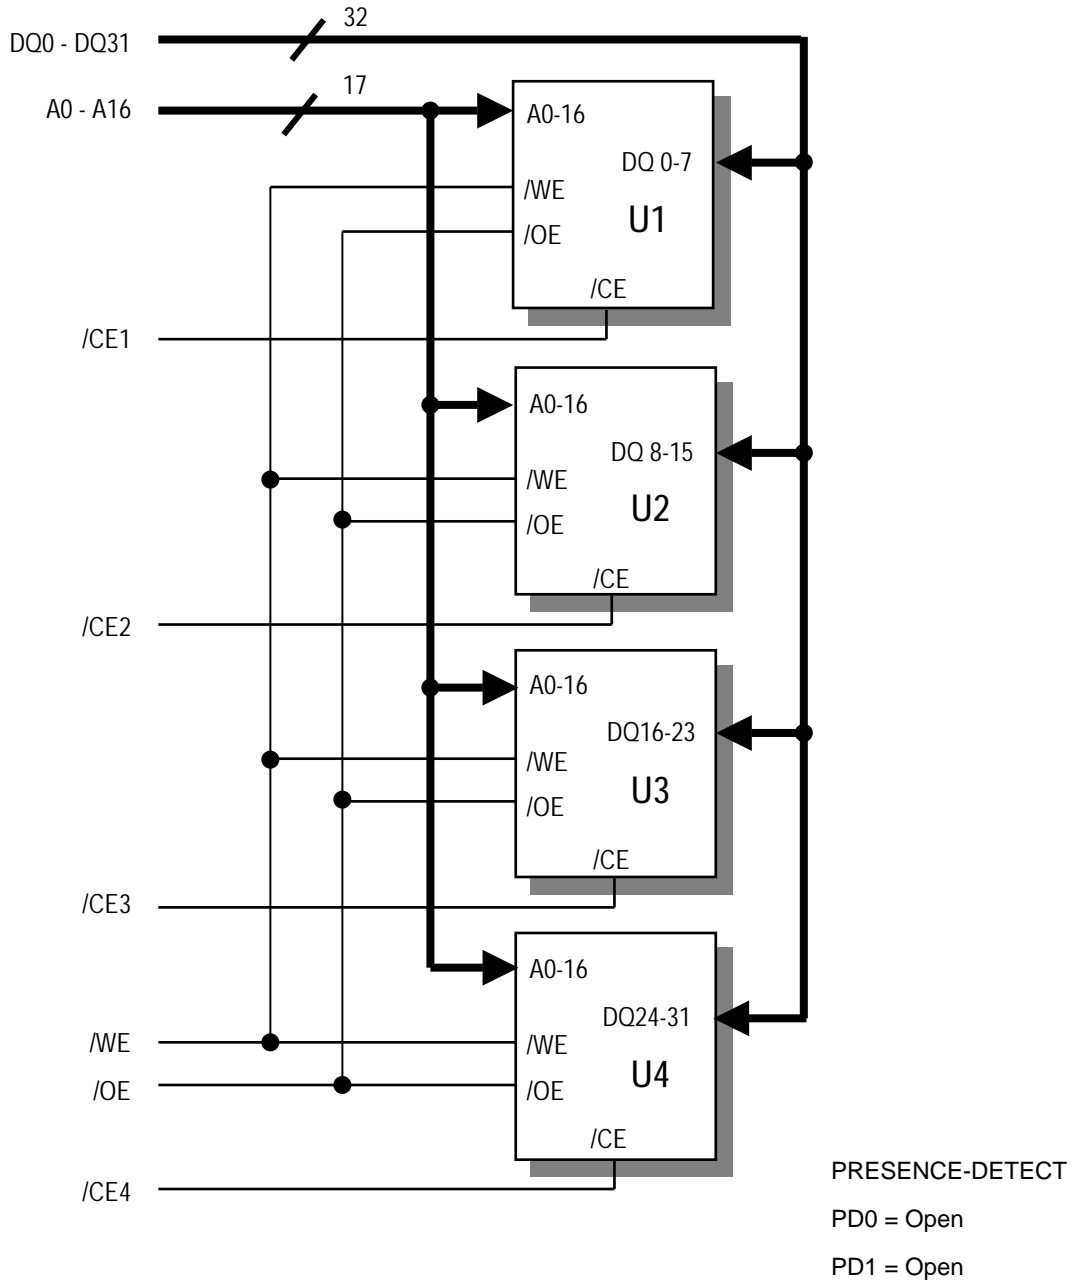 32
DQ0 - DQ31
17
A0 - A16
A0-16
DQ 0-7
/WE
U1
/OE
/CE
/CE1
A0-16
DQ 8-15
/WE
U2
/OE
/CE
/CE2
A0-16
DQ16-23
/WE
U3
/OE
/CE
/CE3
A0-16
DQ24-31
/WE
/WE
U4
/OE
/OE
/CE
/CE4
PRESENCE-DETECT
PD0 = Open
PD1 = Open